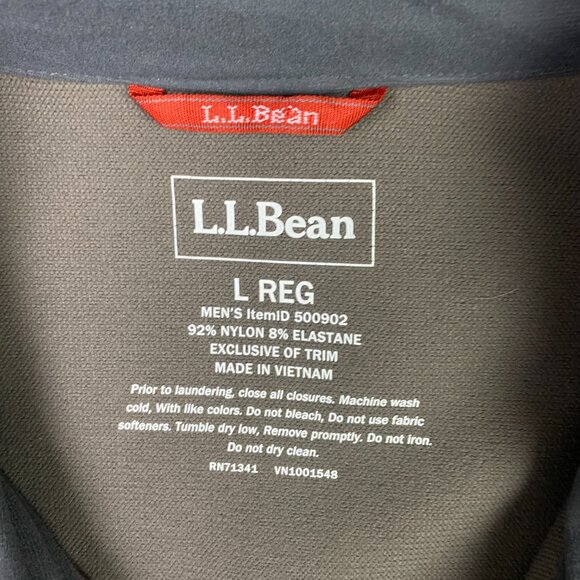 L.L.Bean
L.L.Bean
L REG
MEN'S ItemID 500902
92% NYLON 8% ELASTANE
EXCLUSIVE OF TRIM
MADE IN VIETNAM
Prior to laundering, close all closures. Machine wash
cold, With like colors. Do not bleach, Do not use fabric
softeners. Tumble dry low, Remove promptly. Do not iron.
Do not dry clean.
RN71341 VN1001548